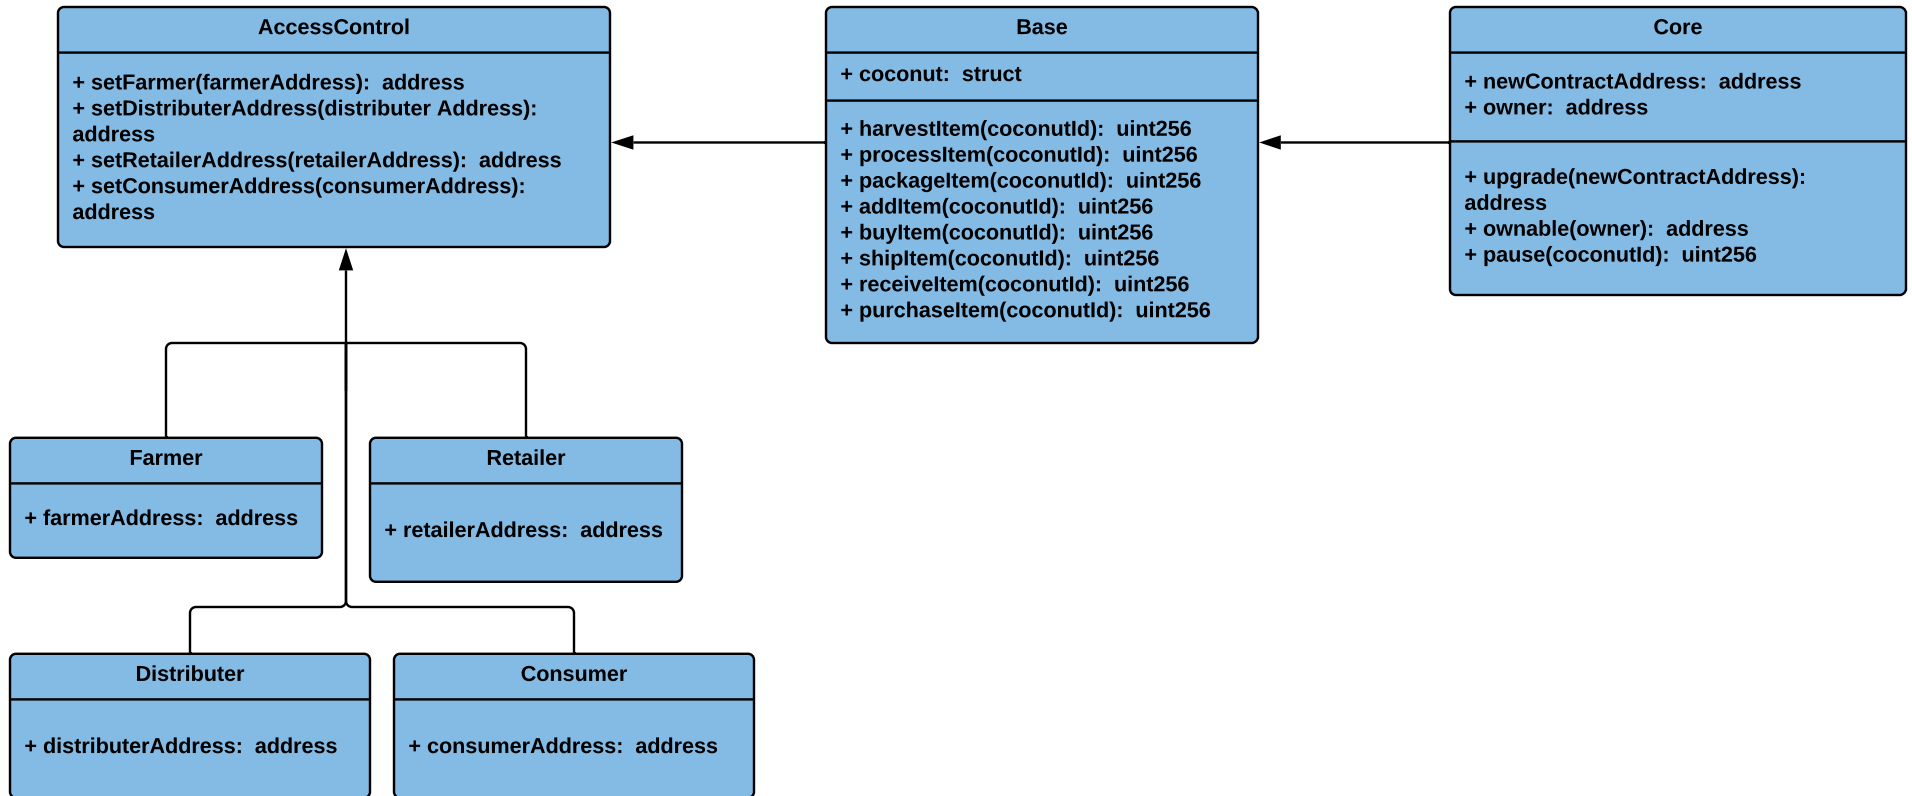 AccessControl
+ setFarmer(farmerAddress):  address
+ setDistributerAddress(distributer Address):
address
+ setRetailerAddress(retailerAddress):  address
+ setConsumerAddress(consumerAddress):
address
Base
+ coconut:  struct
+ harvestItem(coconutId):  uint256
+ processItem(coconutId):  uint256
+ packageItem(coconutId):  uint256
+ addItem(coconutId):  uint256
+ buyItem(coconutId):  uint256
+ shipItem(coconutId):  uint256
+ receiveItem(coconutId):  uint256
+ purchaseItem(coconutId):  uint256
Core
+ newContractAddress:  address
+ owner:  address
+ upgrade(newContractAddress):
address
+ ownable(owner):  address
+ pause(coconutId):  uint256
Farmer
+ farmerAddress:  address
Retailer
+ retailerAddress:  address
Distributer
+ distributerAddress:  address
Consumer
+ consumerAddress:  address